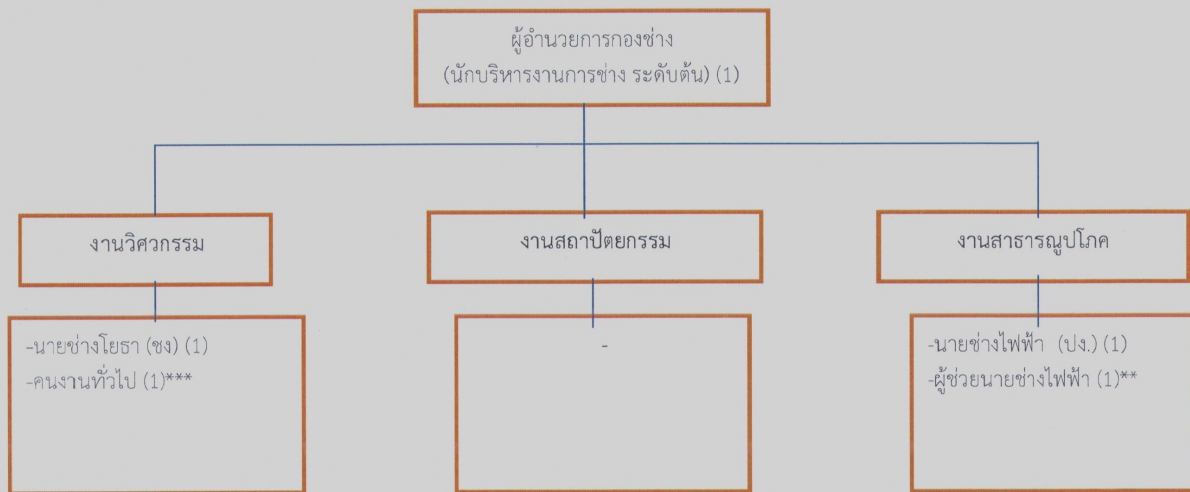 ผู้อำนวยการกองช่าง
(นักบริหารงานการช่าง ระดับต้น) (1)
งานวิศวกรรม
งานสถาปัตยกรรม
งานสาธารณูปโภค
-นายช่างโยธา (ชง) (1)
-คนงานทั่วไป (1)***
-
-นายช่างไฟฟ้า (ปง.) (1)
-ผู้ช่วยนายช่างไฟฟ้า (1)**